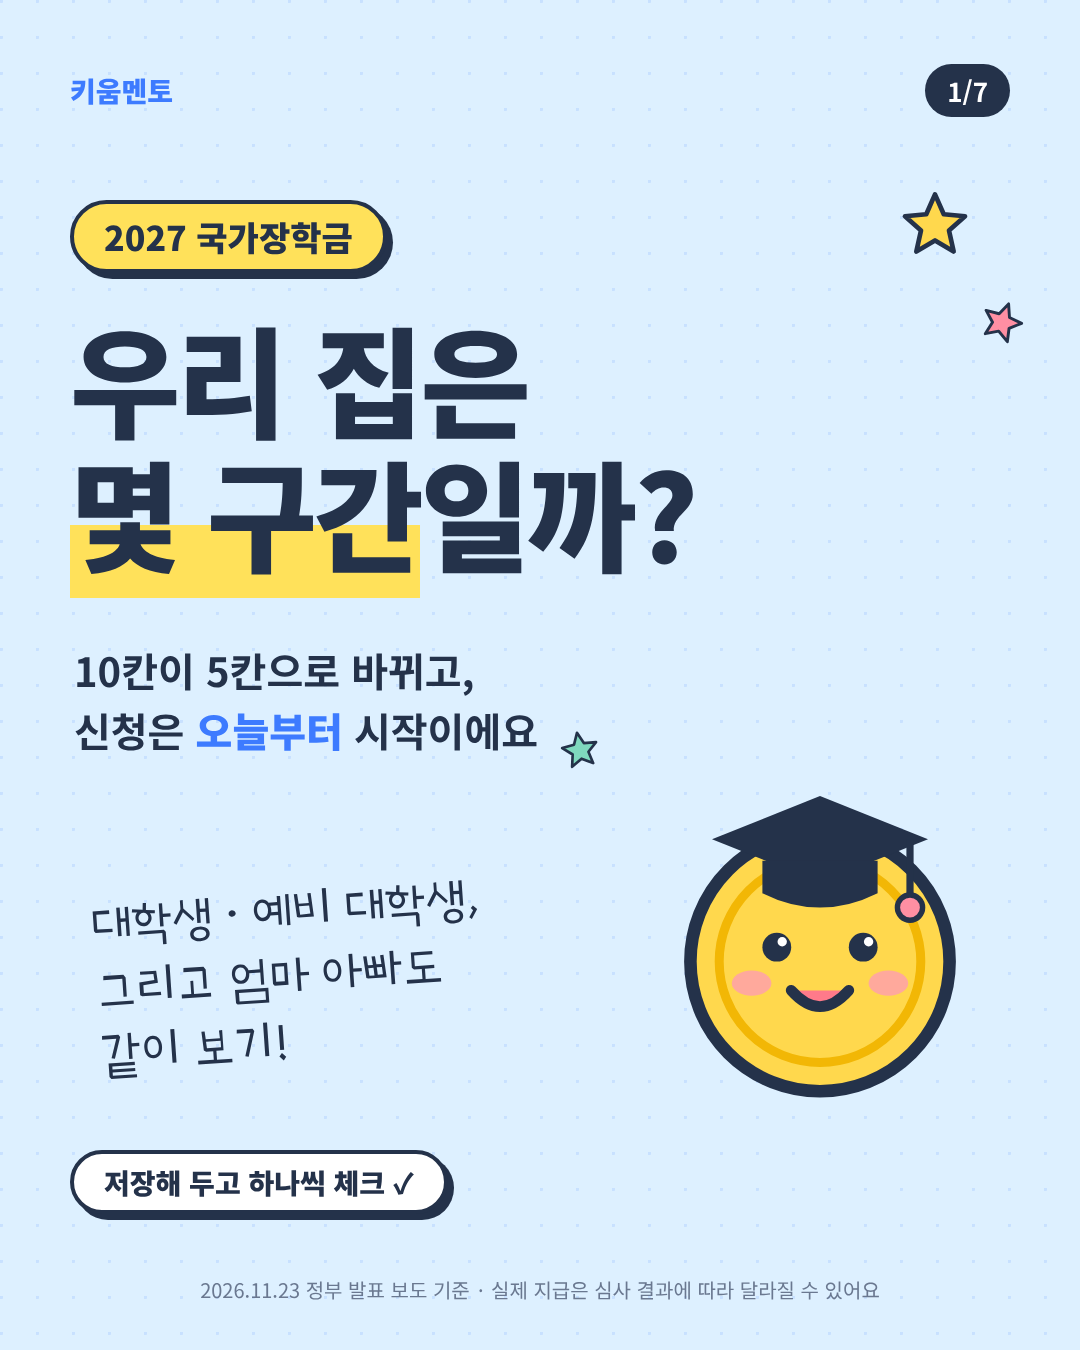 키움멘토
1/7
2027 국가장학금
우리 집은
몇 구간일까?
10칸이 5칸으로 바뀌고,
신청은 오늘부터 시작이에요
대학생 · 예비 대학생,
그리고 엄마 아빠도
같이 보기!
저장해 두고 하나씩 체크 ✓
2026.11.23 정부 발표 보도 기준 · 실제 지급은 심사 결과에 따라 달라질 수 있어요